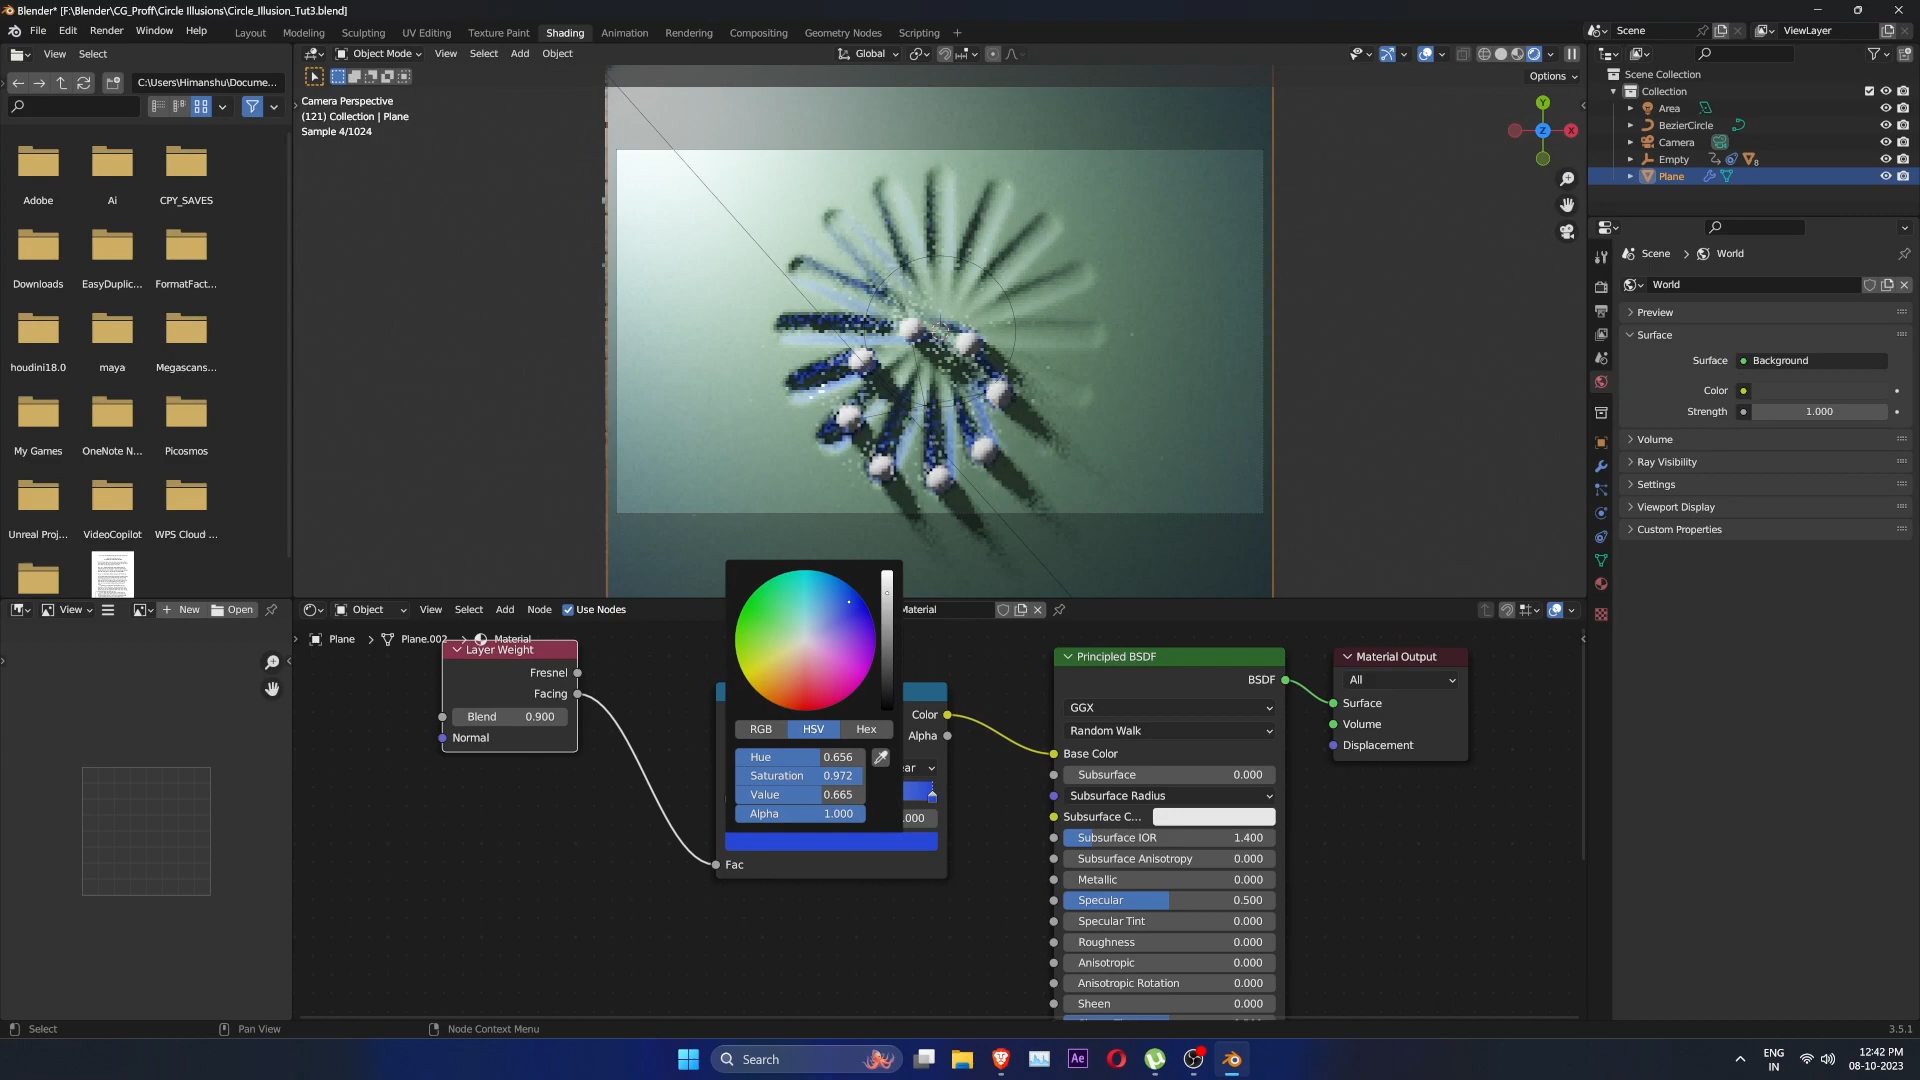 Blender* [F:\Blender\CG_Proff\Circle Illusions\Circle_Illusion_Tut3.blend]
File Edit Render Window Help
Layout Modeling Sculpting UV Editing Texture Paint Shading Animation Rendering Compositing Geometry Nodes Scripting +
Scene ViewLayer
View Select
Object Mode View Select Add Object
Global
Options
C:\Users\Himanshu\Docume...
Camera Perspective
(121) Collection | Plane
Sample 4/1024
Y
Z
X
Adobe Ai CPY_SAVES
Downloads EasyDuplic... FormatFact...
houdini18.0 maya Megascans...
My Games OneNote N... Picosmos
Unreal Proj... VideoCopilot WPS Cloud ...
Scene Collection
Collection
Area
BezierCircle
Camera
Empty 8
Plane
Scene > World
World
Preview
Surface
Surface Background
Color
Strength 1.000
Volume
Ray Visibility
Settings
Viewport Display
Custom Properties
View + New Open
Object View Select Add Node Use Nodes
Material
Plane > Plane.002 > Material
Layer Weight
Fresnel
Facing
Blend 0.900
Normal
RGB HSV Hex
Hue 0.656
Saturation 0.972
Value 0.665
Alpha 1.000
Color
Alpha
ear
.000
Fac
Principled BSDF
BSDF
GGX
Random Walk
Base Color
Subsurface 0.000
Subsurface Radius
Subsurface C...
Subsurface IOR 1.400
Subsurface Anisotropy 0.000
Metallic 0.000
Specular 0.500
Specular Tint 0.000
Roughness 0.000
Anisotropic 0.000
Anisotropic Rotation 0.000
Sheen 0.000
Material Output
All
Surface
Volume
Displacement
Select Pan View Node Context Menu
3.5.1
Search
Ae
ENG
IN
12:42 PM
08-10-2023